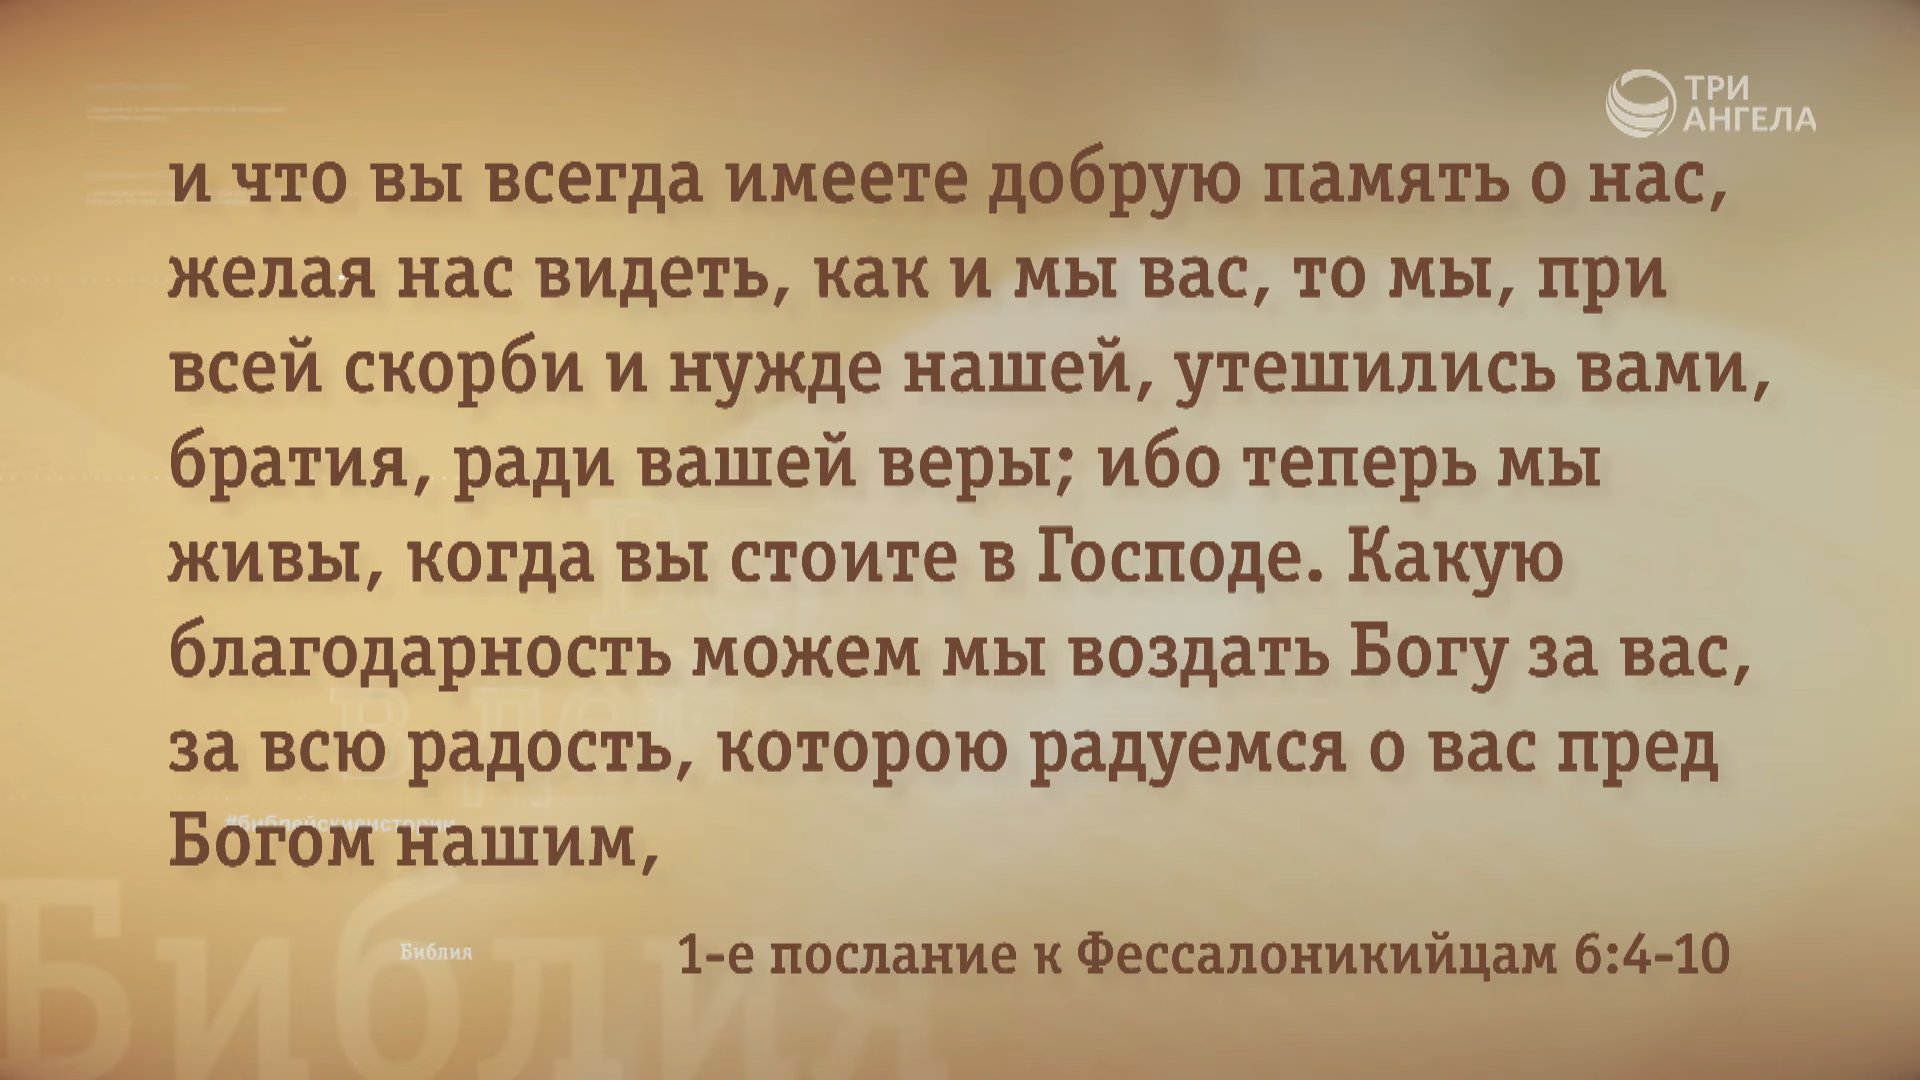 ТРИ
АНГЕЛА
и что вы всегда имеете добрую память о нас,
желая нас видеть, как и мы вас, то мы, при
всей скорби и нужде нашей, утешились вами,
братия, ради вашей веры; ибо теперь мы
живы, когда вы стоите в Господе. Какую
благодарность можем мы воздать Богу за вас,
за всю радость, которою радуемся о вас пред
#библейскиеистории
Богом нашим,
Библия
1-е послание к Фессалоникийцам 6:4-10
Библия